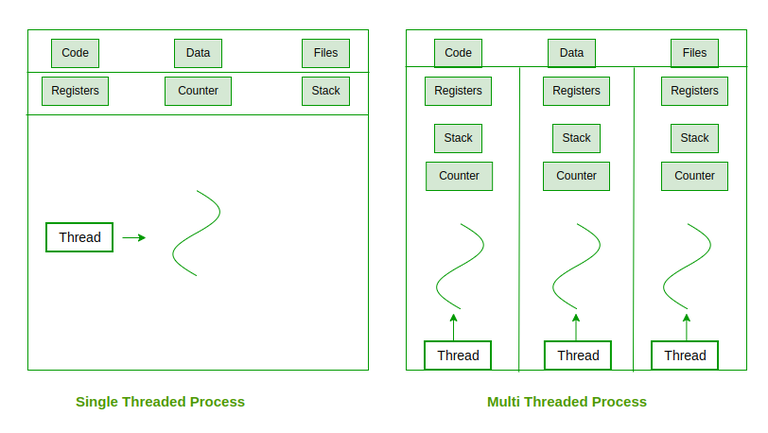 Code Data Files
Registers Counter Stack
Thread
Single Threaded Process
Code Data Files
Registers Registers Registers
Stack Stack Stack
Counter Counter Counter
Thread Thread Thread
Multi Threaded Process